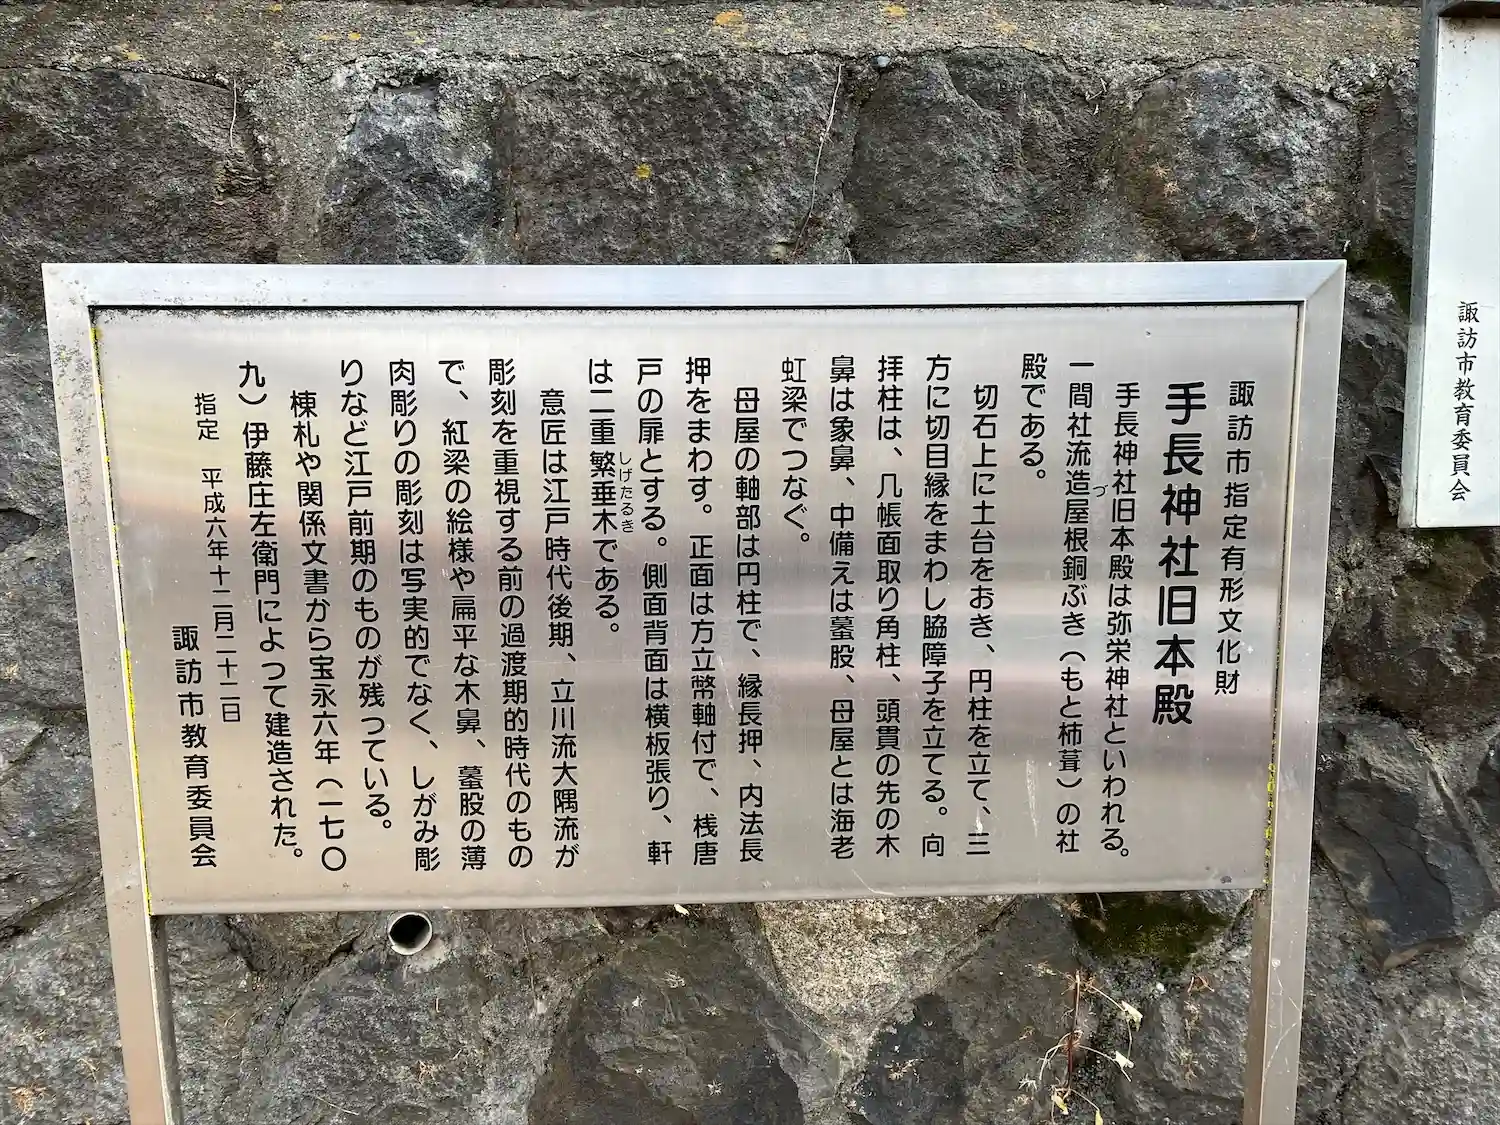 諏訪市指定有形文化財
手長神社旧本殿
手長神社旧本殿は弥栄神社といわれる。
一間社流造屋根銅ぶき（もと柿葺）の社
づ
殿である。
切石上に土台をおき、円柱を立て、三
方に切目縁をまわし脇障子を立てる。向
拝柱は、几帳面取り角柱、頭貫の先の木
鼻は象鼻、中備えは蟇股、母屋とは海老
虹梁でつなぐ。
母屋の軸部は円柱で、縁長押、内法長
押をまわす。正面は方立幣軸付で、桟唐
戸の扉とする。側面背面は横板張り、軒
は二重繁垂木である。
しげたるき
意匠は江戸時代後期、立川流大隅流が
彫刻を重視する前の過渡期的時代のもの
で、紅梁の絵様や扁平な木鼻、蟇股の薄
肉彫りの彫刻は写実的でなく、しがみ彫
りなど江戸前期のものが残っている。
棟札や関係文書から宝永六年（一七〇
九）伊藤庄左衛門によって建造された。
指定 平成六年十二月二十二日
諏訪市教育委員会
諏訪市教育委員会